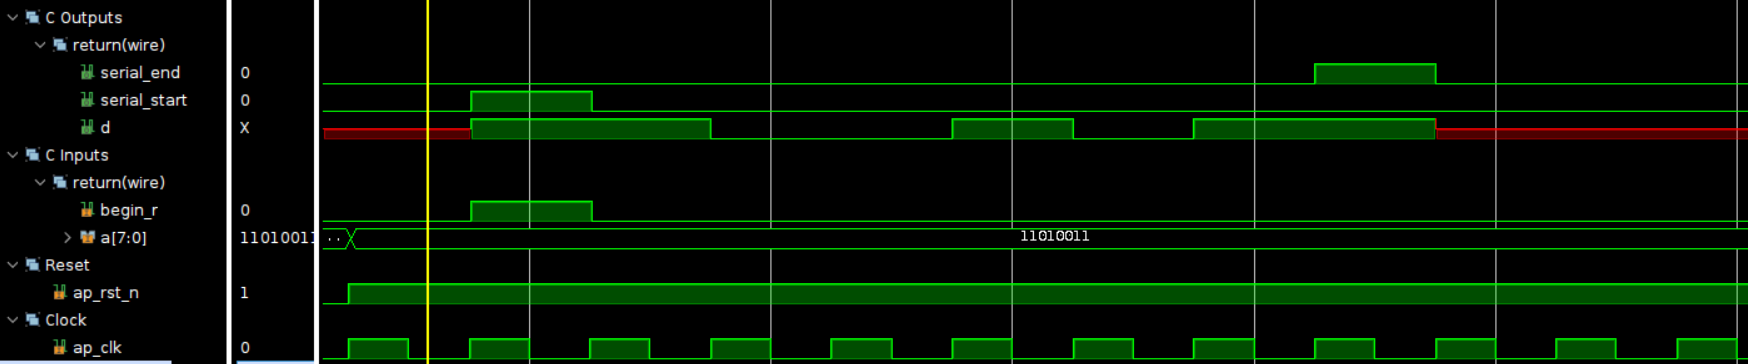 C Outputs
return(wire)
serial_end 0
serial_start 0
d X
C Inputs
return(wire)
begin_r 0
a[7:0] 11010011 .. 11010011
Reset
ap_rst_n 1
Clock
ap_clk 0